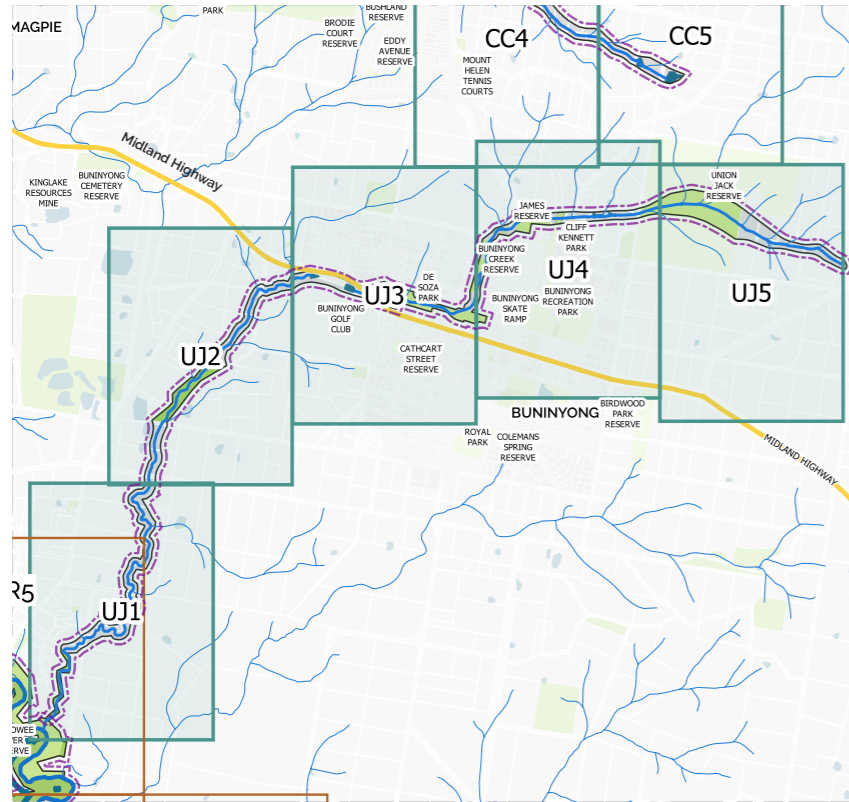 MAGPIE
PARK
BRODIE
COURT
RESERVE
BUSHLAND
RESERVE
EDDY
AVENUE
RESERVE
CC4
CC5
MOUNT
HELEN
TENNIS
COURTS
Midland Highway
KINGLAKE
RESOURCES
MINE
BUNINYONG
CEMETERY
RESERVE
UNION
JACK
RESERVE
JAMES
RESERVE
CLIFF
KENNETT
PARK
BUNINYONG
CREEK
RESERVE
UJ4
DE
SOZA
PARK
UJ3
BUNINYONG
GOLF
CLUB
BUNINYONG
SKATE
RAMP
BUNINYONG
RECREATION
PARK
UJ5
UJ2
CATHCART
STREET
RESERVE
BUNINYONG
BIRDWOOD
PARK
RESERVE
ROYAL
PARK
COLEMANS
SPRING
RESERVE
MIDLAND HIGHWAY
R5
UJ1
OWEE
VER
ERVE